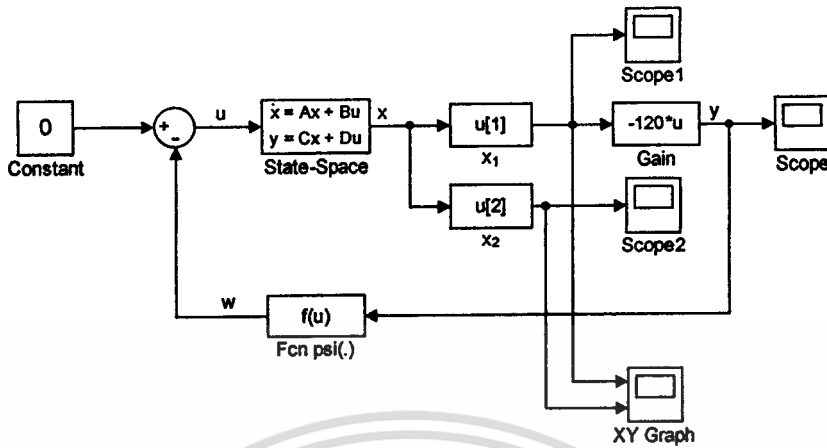 Scope1
0
Constant
+
-
u
ẋ = Ax + Bu
y = Cx + Du
State-Space
x
u[1]
x₁
-120*u
Gain
y
Scope
u[2]
x₂
Scope2
w
f(u)
Fcn psi(.)
XY Graph